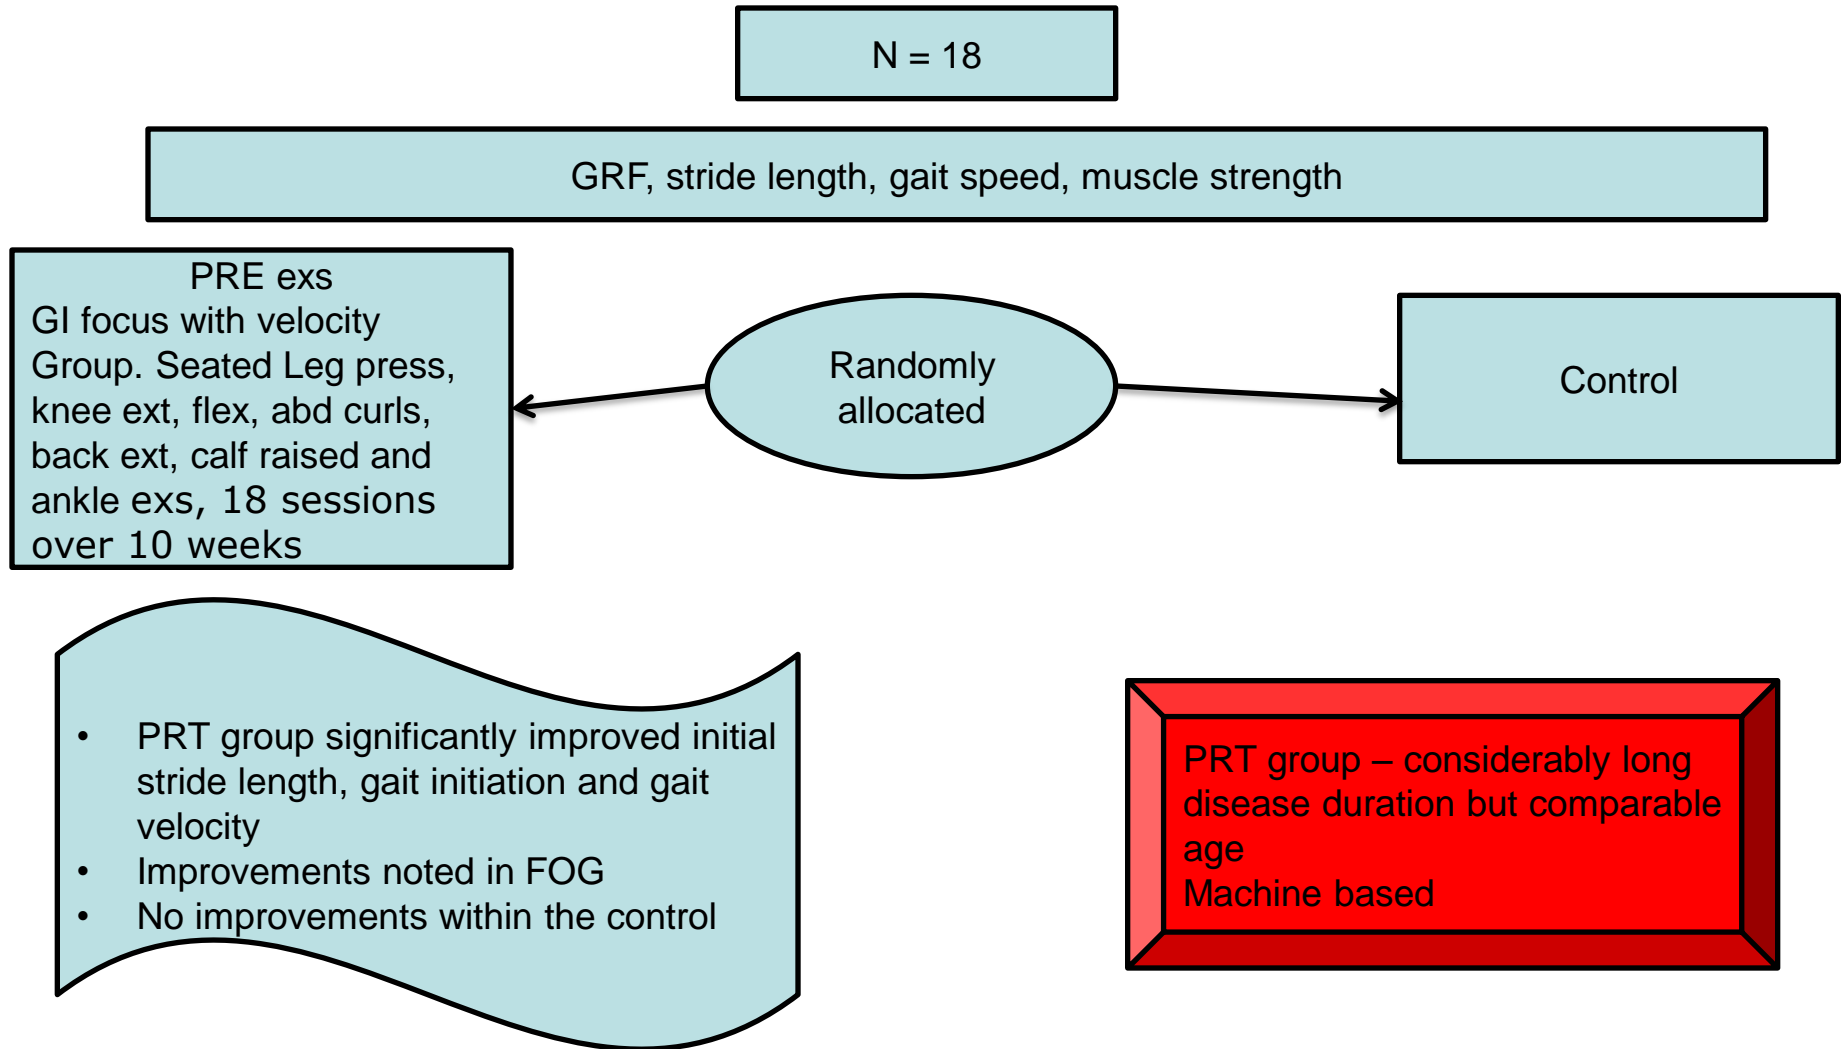 N = 18
GRF, stride length, gait speed, muscle strength
PRE exs
GI focus with velocity
Group. Seated Leg press,
knee ext, flex, abd curls,
back ext, calf raised and
ankle exs, 18 sessions
over 10 weeks
Randomly
allocated
Control
• PRT group significantly improved initial
stride length, gait initiation and gait
velocity
• Improvements noted in FOG
• No improvements within the control
PRT group – considerably long
disease duration but comparable
age
Machine based